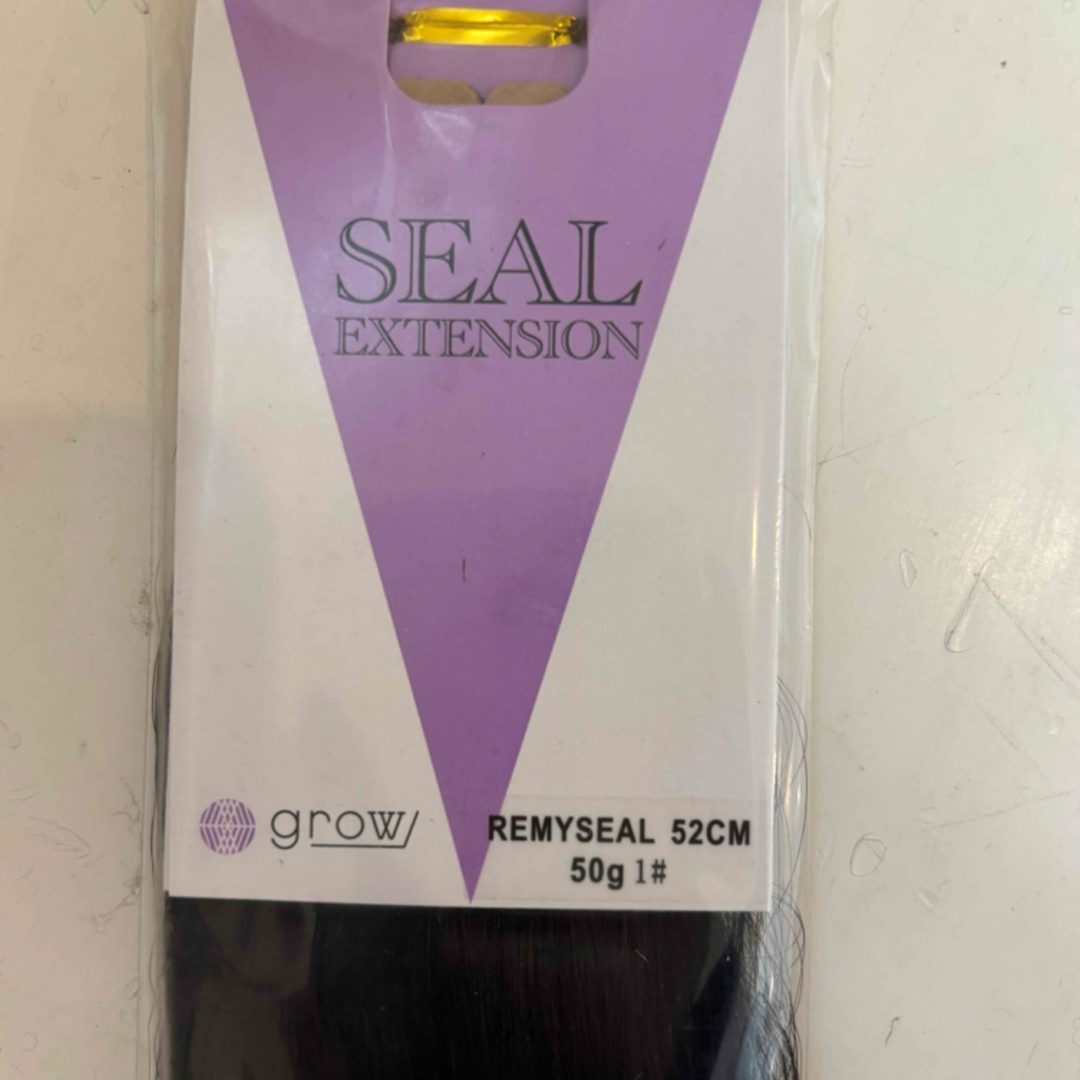 SEAL
EXTENSION
grow
REMYSEAL 52CM
50g 1#